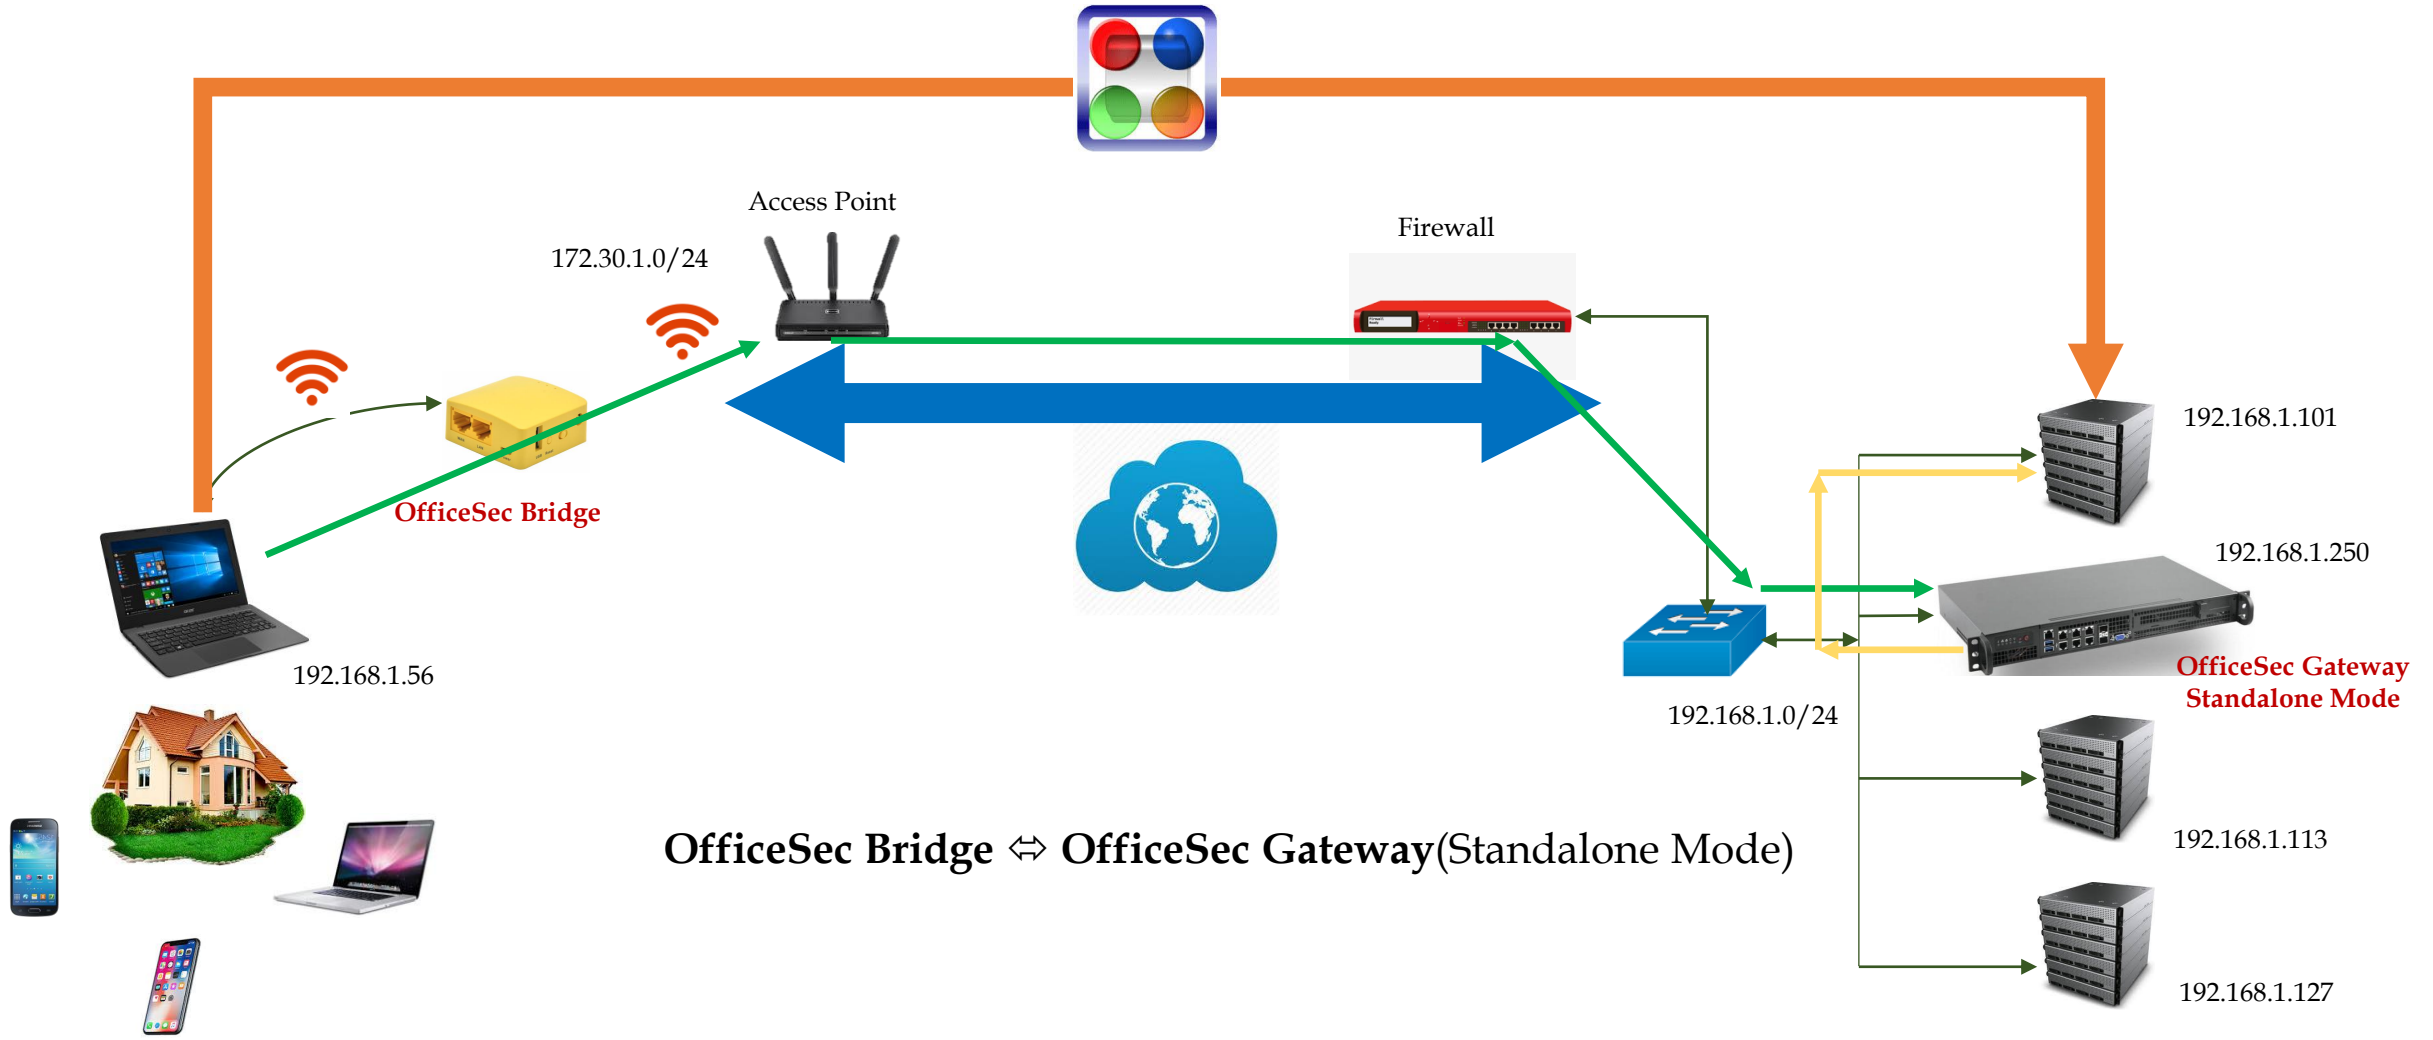 Access Point
Firewall
172.30.1.0/24
192.168.1.101
OfficeSec Bridge
192.168.1.250
192.168.1.56
OfficeSec Gateway
Standalone Mode
192.168.1.0/24
OfficeSec Bridge ⬄ OfficeSec Gateway(Standalone Mode)
192.168.1.113
192.168.1.127